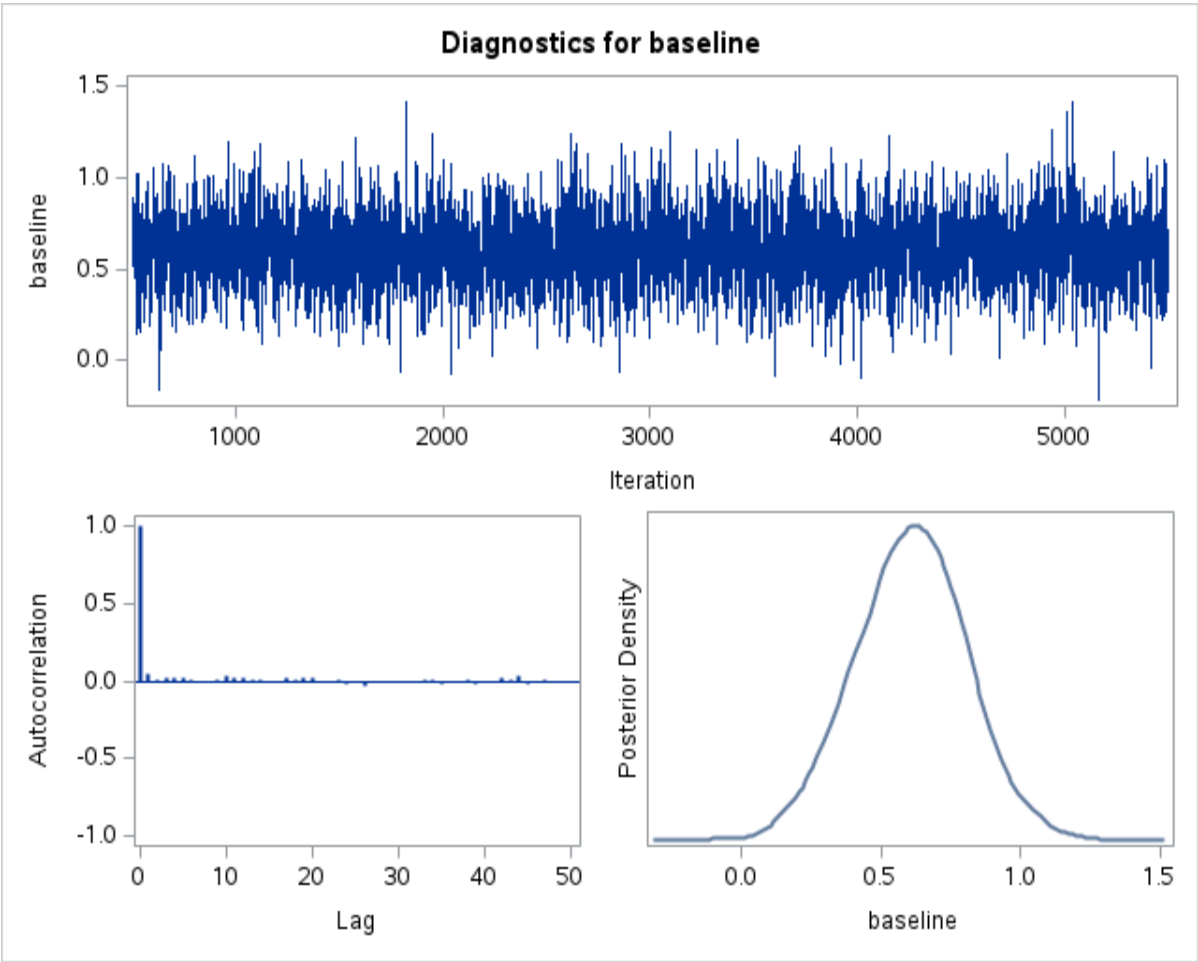 Diagnostics for baseline
1.5
1.0
0.5
0.0
baseline
1000 2000 3000 4000 5000
Iteration
1.0
0.5
0.0
-0.5
-1.0
Autocorrelation
0 10 20 30 40 50
Lag
Posterior Density
0.0 0.5 1.0 1.5
baseline